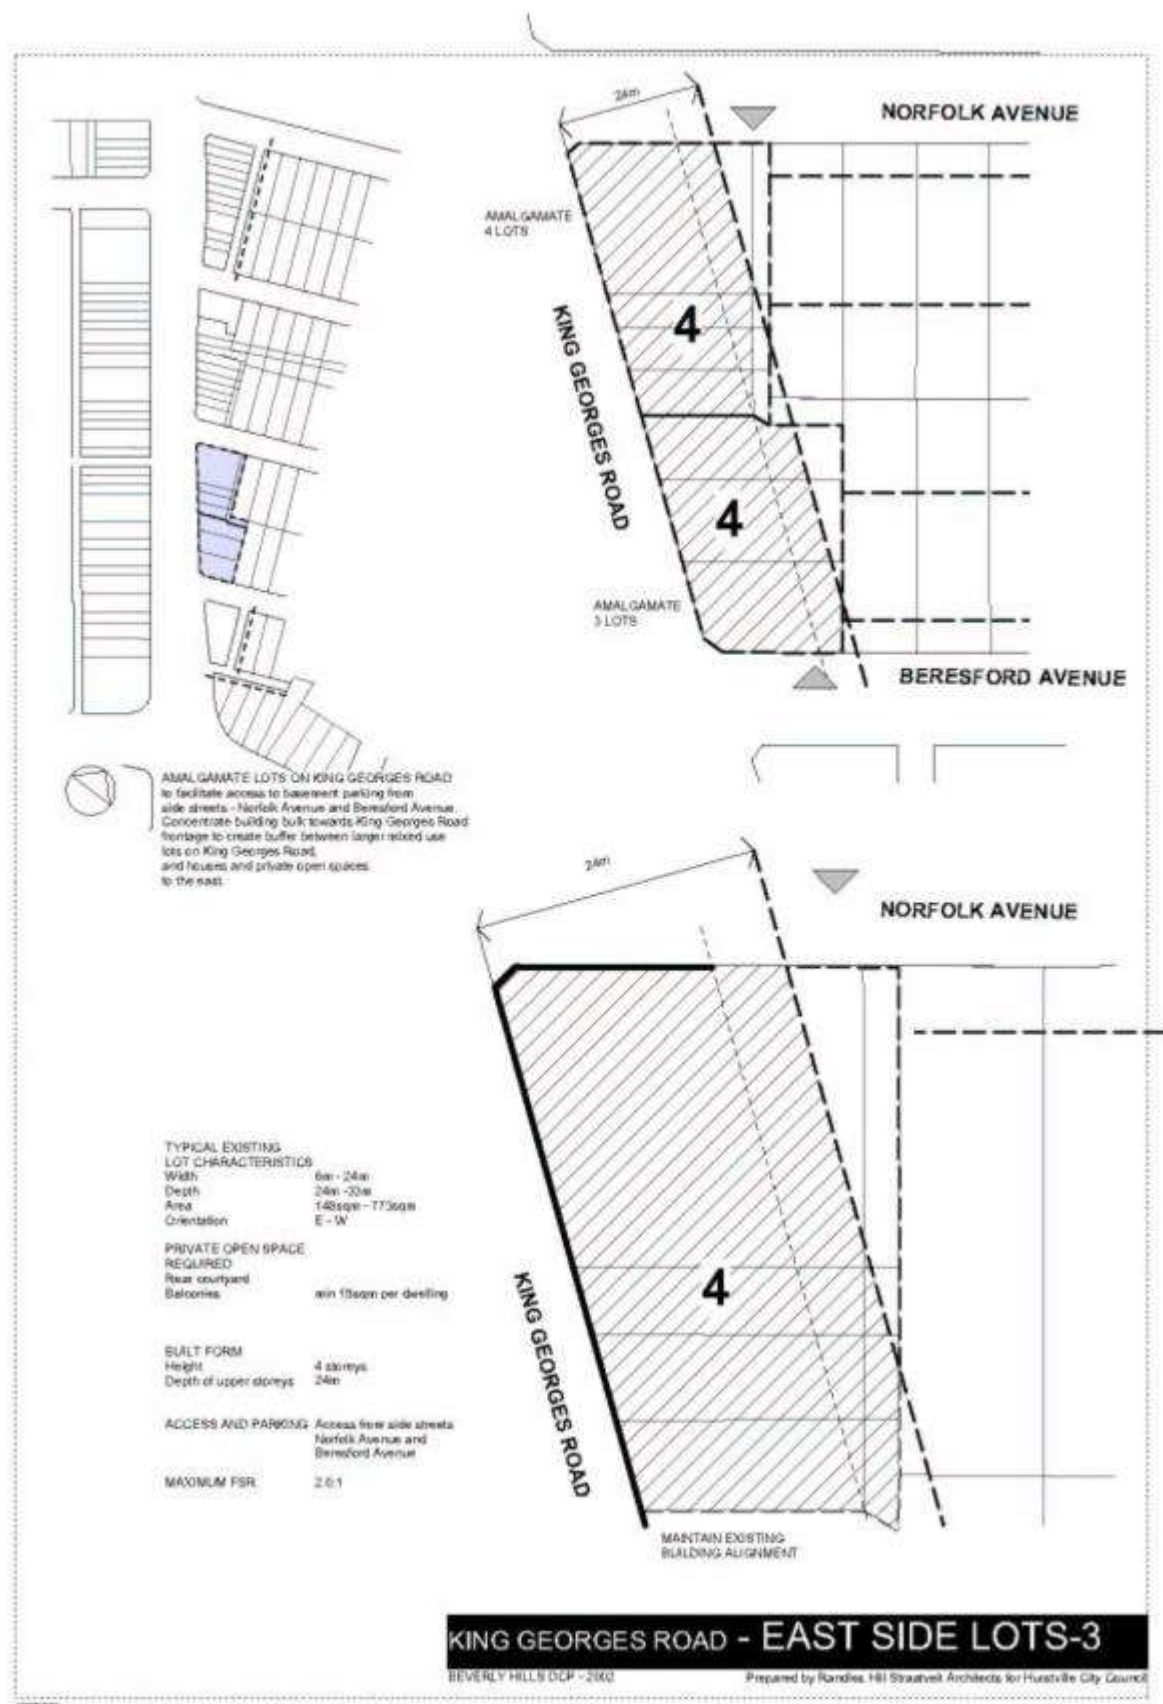 24m
NORFOLK AVENUE
AMALGAMATE
4 LOTS
KING GEORGES ROAD
4
4
AMALGAMATE
3 LOTS
BERESFORD AVENUE
AMALGAMATE LOTS ON KING GEORGES ROAD
to facilitate access to basement parking from
side streets - Norfolk Avenue and Beresford Avenue.
Concentrate building bulk towards King Georges Road
frontage to create buffer between larger mixed use
lots on King Georges Road,
and houses and private open spaces
to the east.
24m
NORFOLK AVENUE
TYPICAL EXISTING
LOT CHARACTERISTICS
Width 6m - 24m
Depth 24m -33m
Area 148sqm - 773sqm
Orientation E - W
PRIVATE OPEN SPACE
REQUIRED
Rear courtyard
Balconies min 15sqm per dwelling
BUILT FORM
Height 4 storeys
Depth of upper storeys 24m
ACCESS AND PARKING Access from side streets
Norfolk Avenue and
Beresford Avenue
MAXIMUM FSR 2.0:1
KING GEORGES ROAD
4
MAINTAIN EXISTING
BUILDING ALIGNMENT
KING GEORGES ROAD - EAST SIDE LOTS-3
BEVERLY HILLS DCP - 2002 Prepared by Randles Hill Straatveit Architects for Hurstville City Council